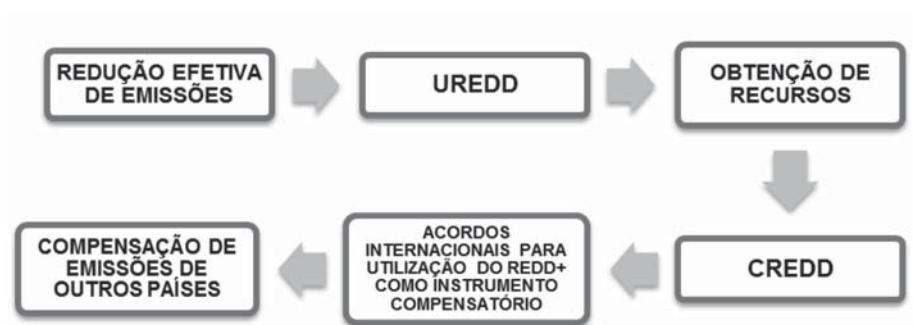 REDUÇÃO EFETIVA
DE EMISSÕES
UREDD
OBTENÇÃO DE
RECURSOS
CREDD
ACORDOS
INTERNACIONAIS PARA
UTILIZAÇÃO DO REDD+
COMO INSTRUMENTO
COMPENSATÓRIO
COMPENSAÇÃO DE
EMISSÕES DE
OUTROS PAÍSES